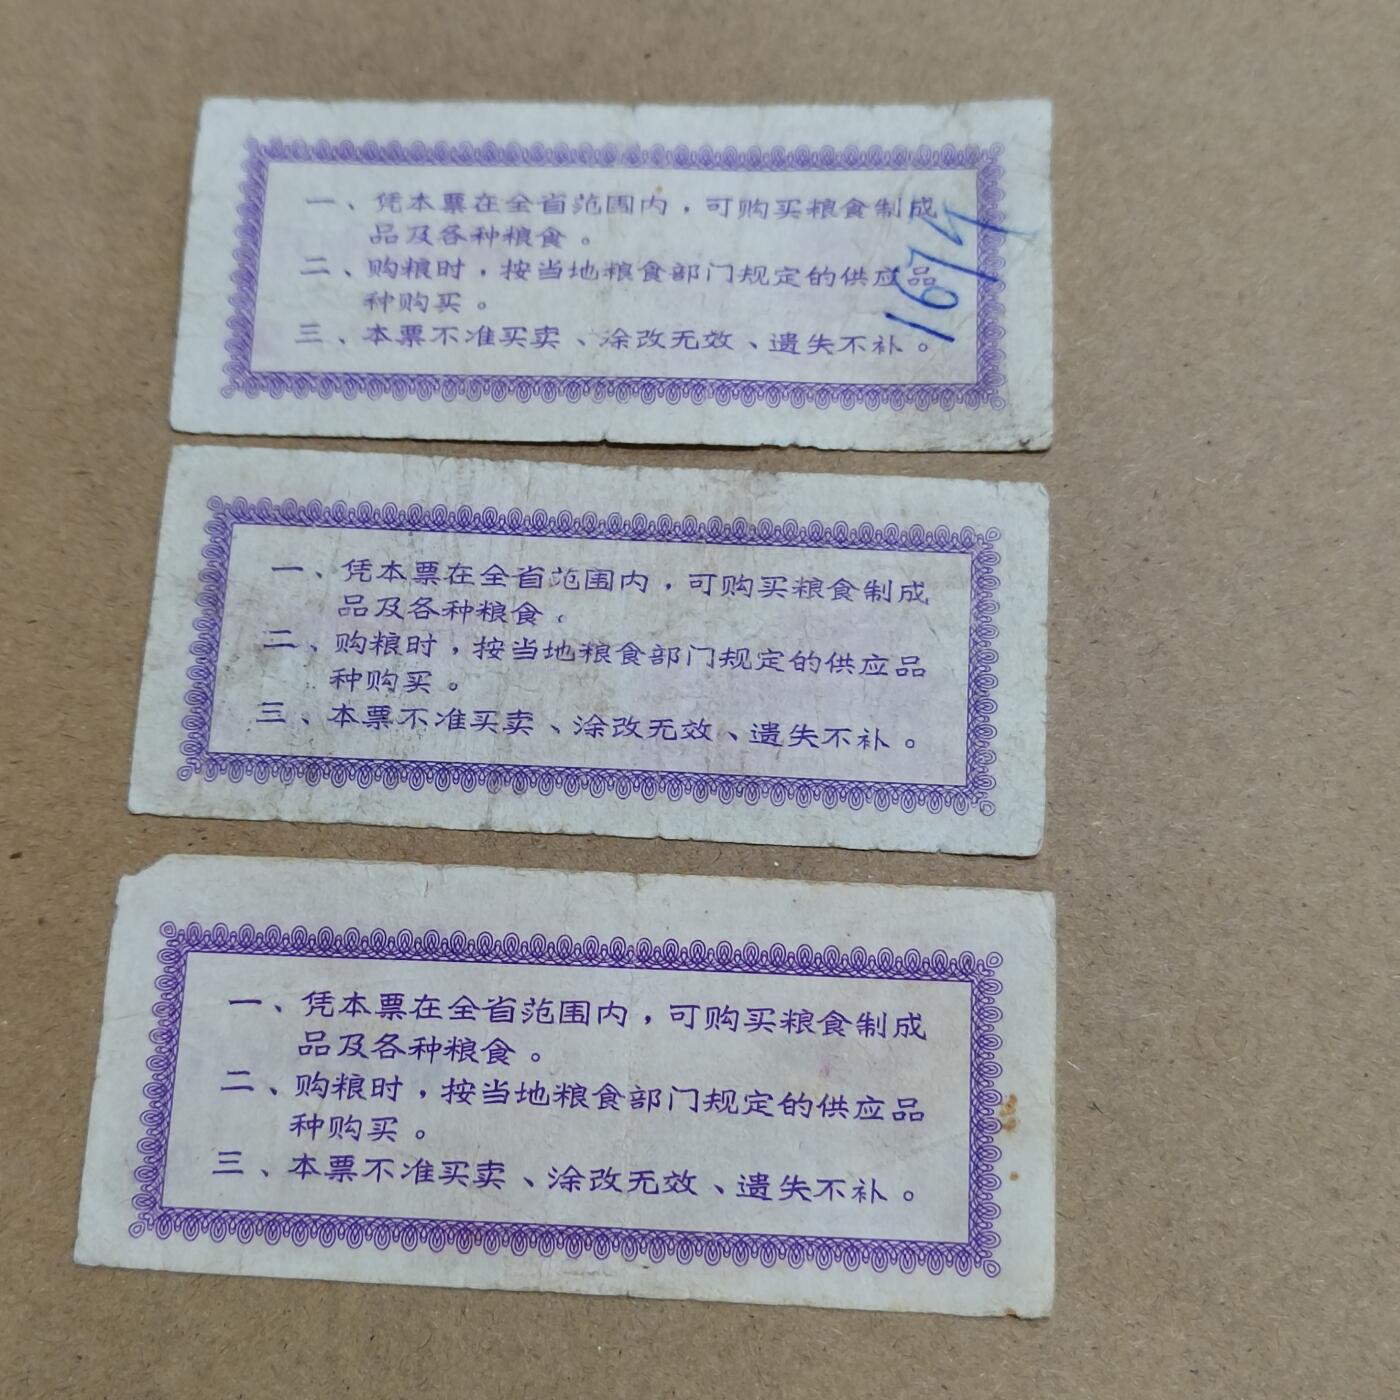 一、凭本票在全省范围内，可购买粮食制成
品及各种粮食。
二、购粮时，按当地粮食部门规定的供应品
种购买。
三、本票不准买卖、涂改无效、遗失不补。
1974
一、凭本票在全省范围内，可购买粮食制成
品及各种粮食。
二、购粮时，按当地粮食部门规定的供应品
种购买。
三、本票不准买卖、涂改无效、遗失不补。
一、凭本票在全省范围内，可购买粮食制成
品及各种粮食。
二、购粮时，按当地粮食部门规定的供应品
种购买。
三、本票不准买卖、涂改无效、遗失不补。